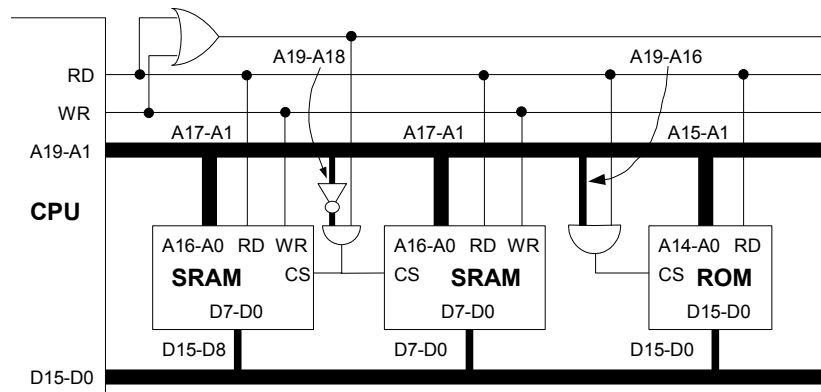 A19-A18
A19-A16
RD
WR
A17-A1
A17-A1
A15-A1
A19-A1
CPU
A16-A0 RD WR
A16-A0 RD WR
A14-A0 RD
SRAM
CS
CS
SRAM
CS
ROM
D7-D0
D7-D0
D15-D0
D15-D8
D7-D0
D15-D0
D15-D0